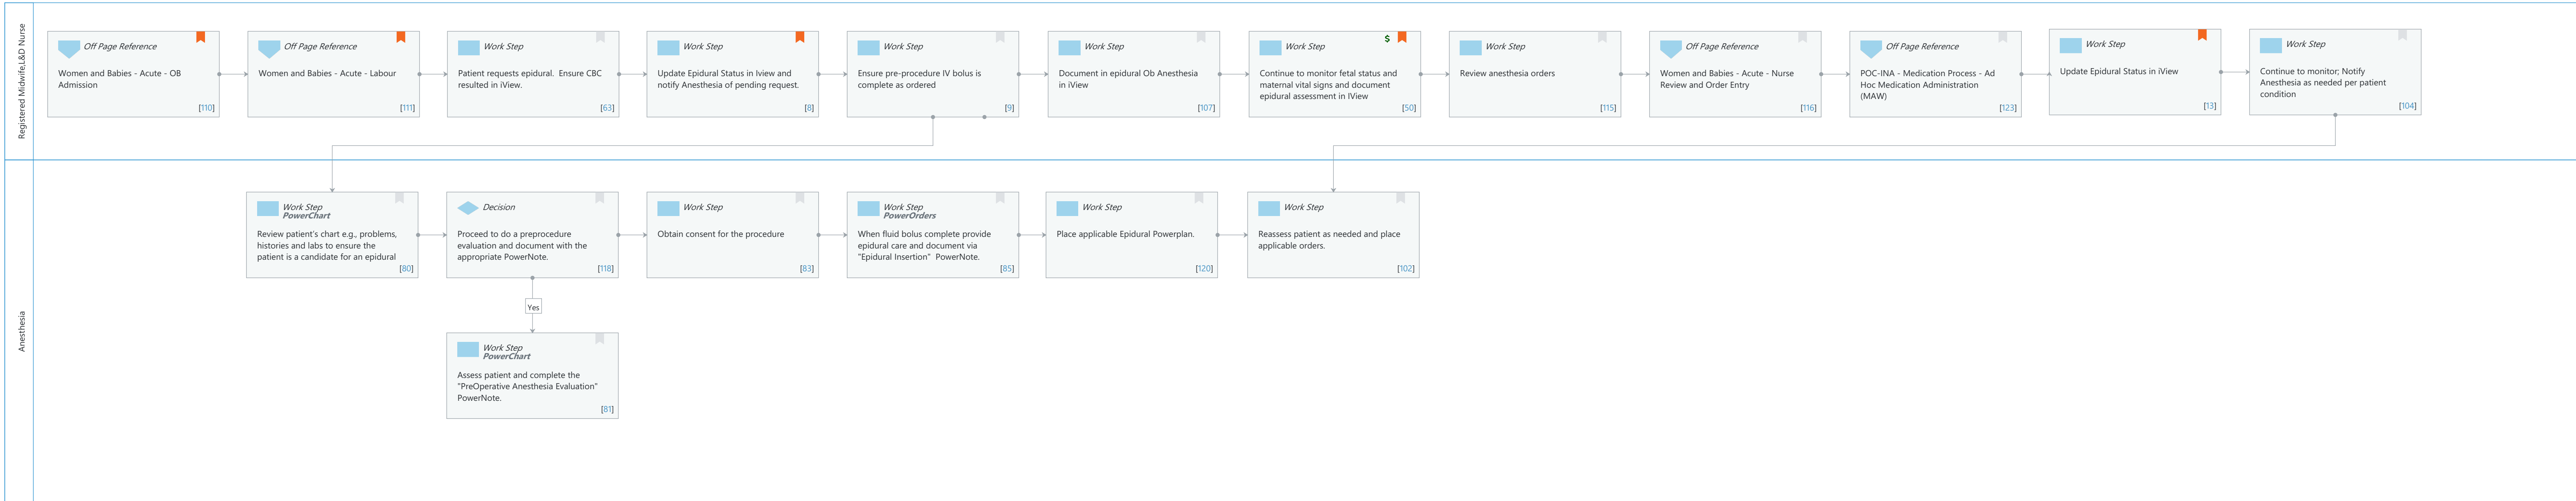 Registered Midwife,L&D Nurse
Off Page Reference
Women and Babies - Acute - OB
Admission
[110]
Off Page Reference
Women and Babies - Acute - Labour
[111]
Work Step
Patient requests epidural.  Ensure CBC
resulted in iView.
[63]
Work Step
Update Epidural Status in Iview and
notify Anesthesia of pending request.
[8]
Work Step
Ensure pre-procedure IV bolus is
complete as ordered
[9]
Work Step
Document in epidural Ob Anesthesia
in iView
[107]
$
Work Step
Continue to monitor fetal status and
maternal vital signs and document
epidural assessment in IView
[50]
Work Step
Review anesthesia orders
[115]
Off Page Reference
Women and Babies - Acute - Nurse
Review and Order Entry
[116]
Off Page Reference
POC-INA - Medication Process - Ad
Hoc Medication Administration
(MAW)
[123]
Work Step
Update Epidural Status in iView
[13]
Work Step
Continue to monitor; Notify
Anesthesia as needed per patient
condition
[104]
Anesthesia
Work Step
PowerChart
Review patient's chart e.g., problems,
histories and labs to ensure the
patient is a candidate for an epidural
[80]
Decision
Proceed to do a preprocedure
evaluation and document with the
appropriate PowerNote.
[118]
Work Step
Obtain consent for the procedure
[83]
Work Step
PowerOrders
When fluid bolus complete provide
epidural care and document via
"Epidural Insertion"  PowerNote.
[85]
Work Step
Place applicable Epidural Powerplan.
[120]
Work Step
Reassess patient as needed and place
applicable orders.
[102]
Yes
Work Step
PowerChart
Assess patient and complete the
"PreOperative Anesthesia Evaluation"
PowerNote.
[81]